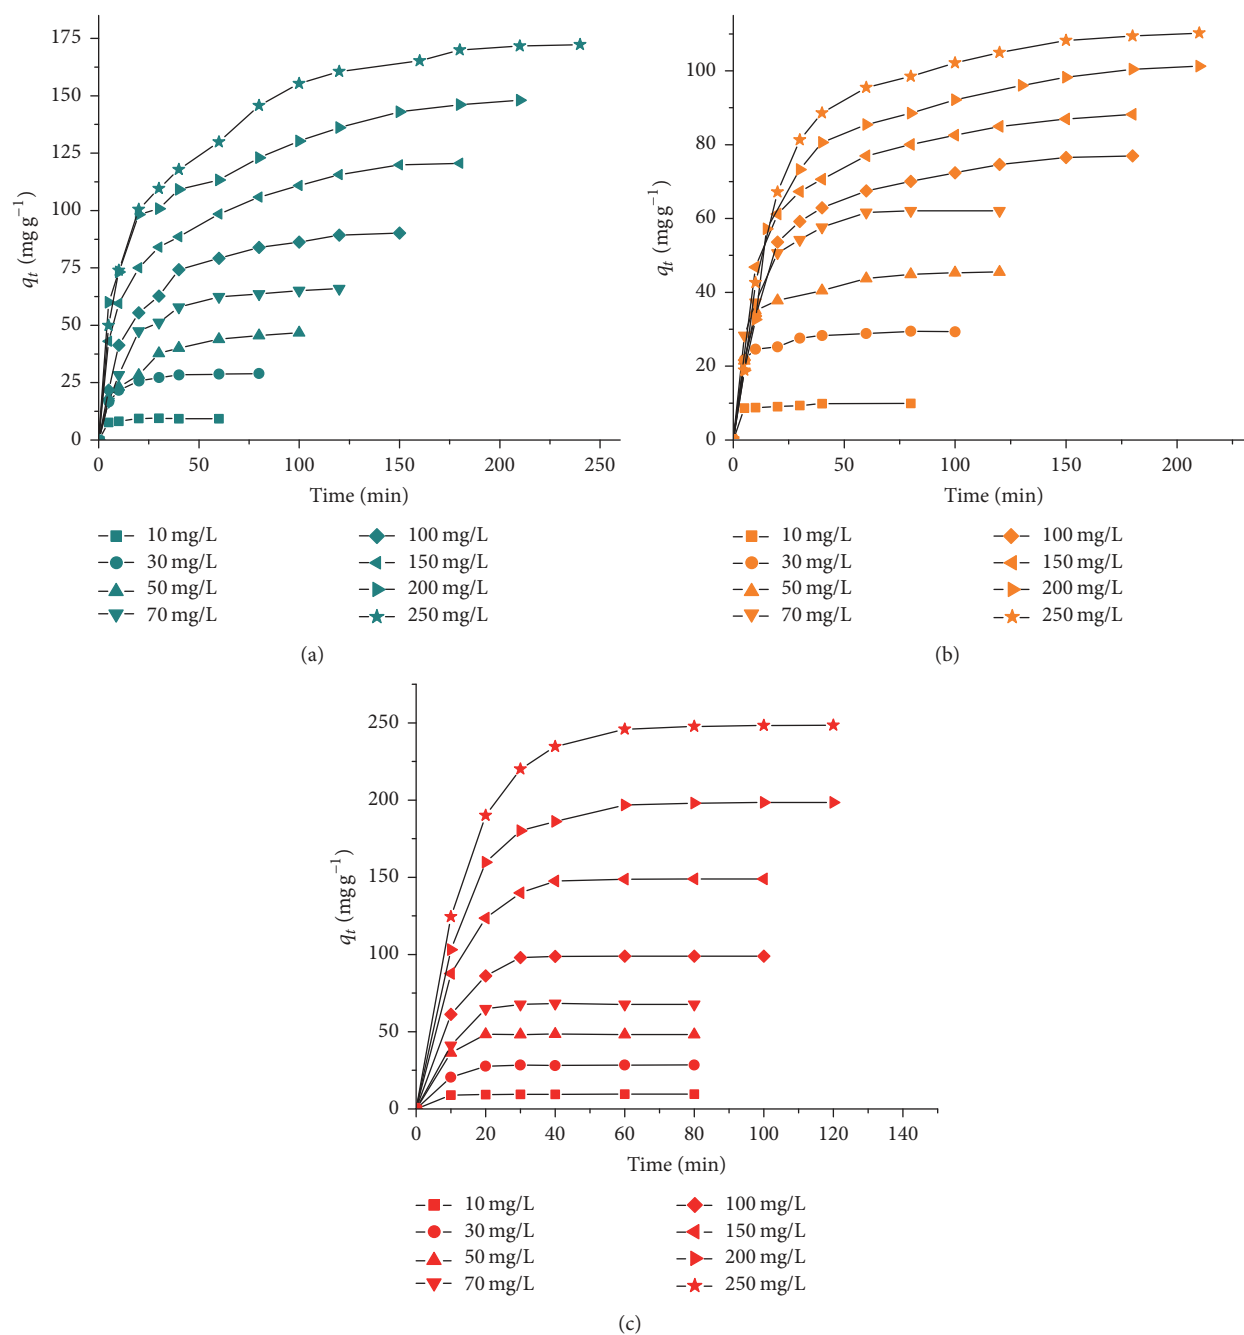 175
150
125
100
75
50
25
0
q_t (mg g⁻¹)
0 50 100 150 200 250
Time (min)
10 mg/L 100 mg/L
30 mg/L 150 mg/L
50 mg/L 200 mg/L
70 mg/L 250 mg/L
(a)
100
80
60
40
20
0
q_t (mg g⁻¹)
0 50 100 150 200
Time (min)
10 mg/L 100 mg/L
30 mg/L 150 mg/L
50 mg/L 200 mg/L
70 mg/L 250 mg/L
(b)
250
200
150
100
50
0
q_t (mg g⁻¹)
0 20 40 60 80 100 120 140
Time (min)
10 mg/L 100 mg/L
30 mg/L 150 mg/L
50 mg/L 200 mg/L
70 mg/L 250 mg/L
(c)